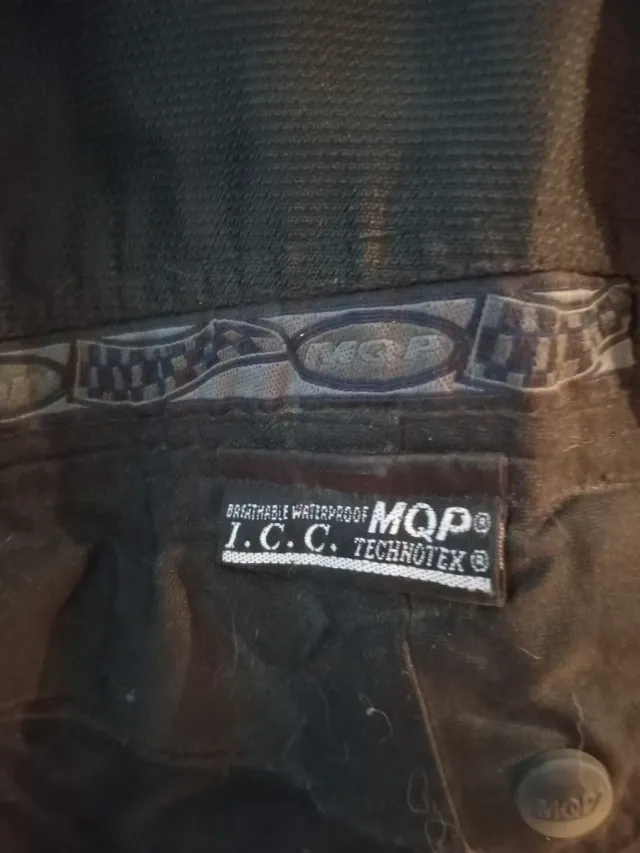 MQP
BREATHABLE WATERPROOF MQP®
I.C.C. TECHNOTEX®
MQP